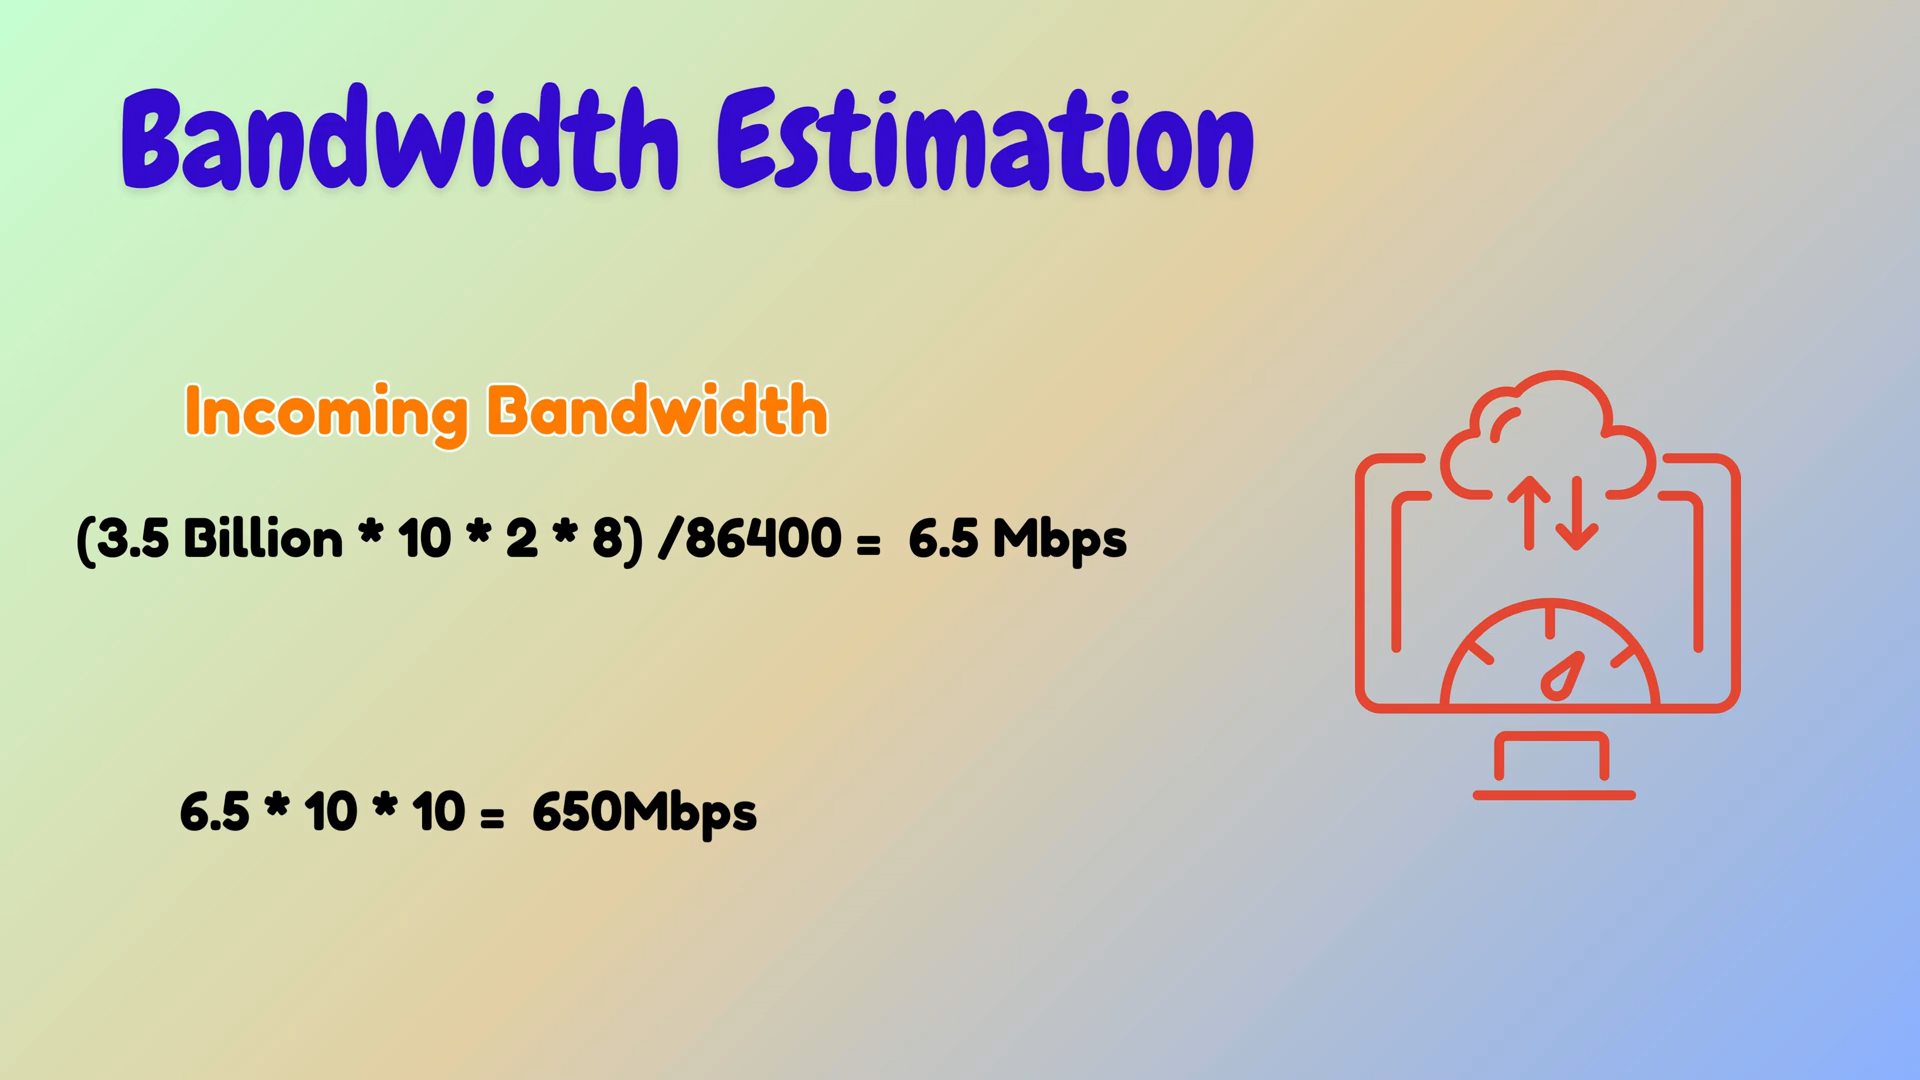 Bandwidth Estimation
Incoming Bandwidth
(3.5 Billion * 10 * 2 * 8) /86400 = 6.5 Mbps
6.5 * 10 * 10 = 650Mbps